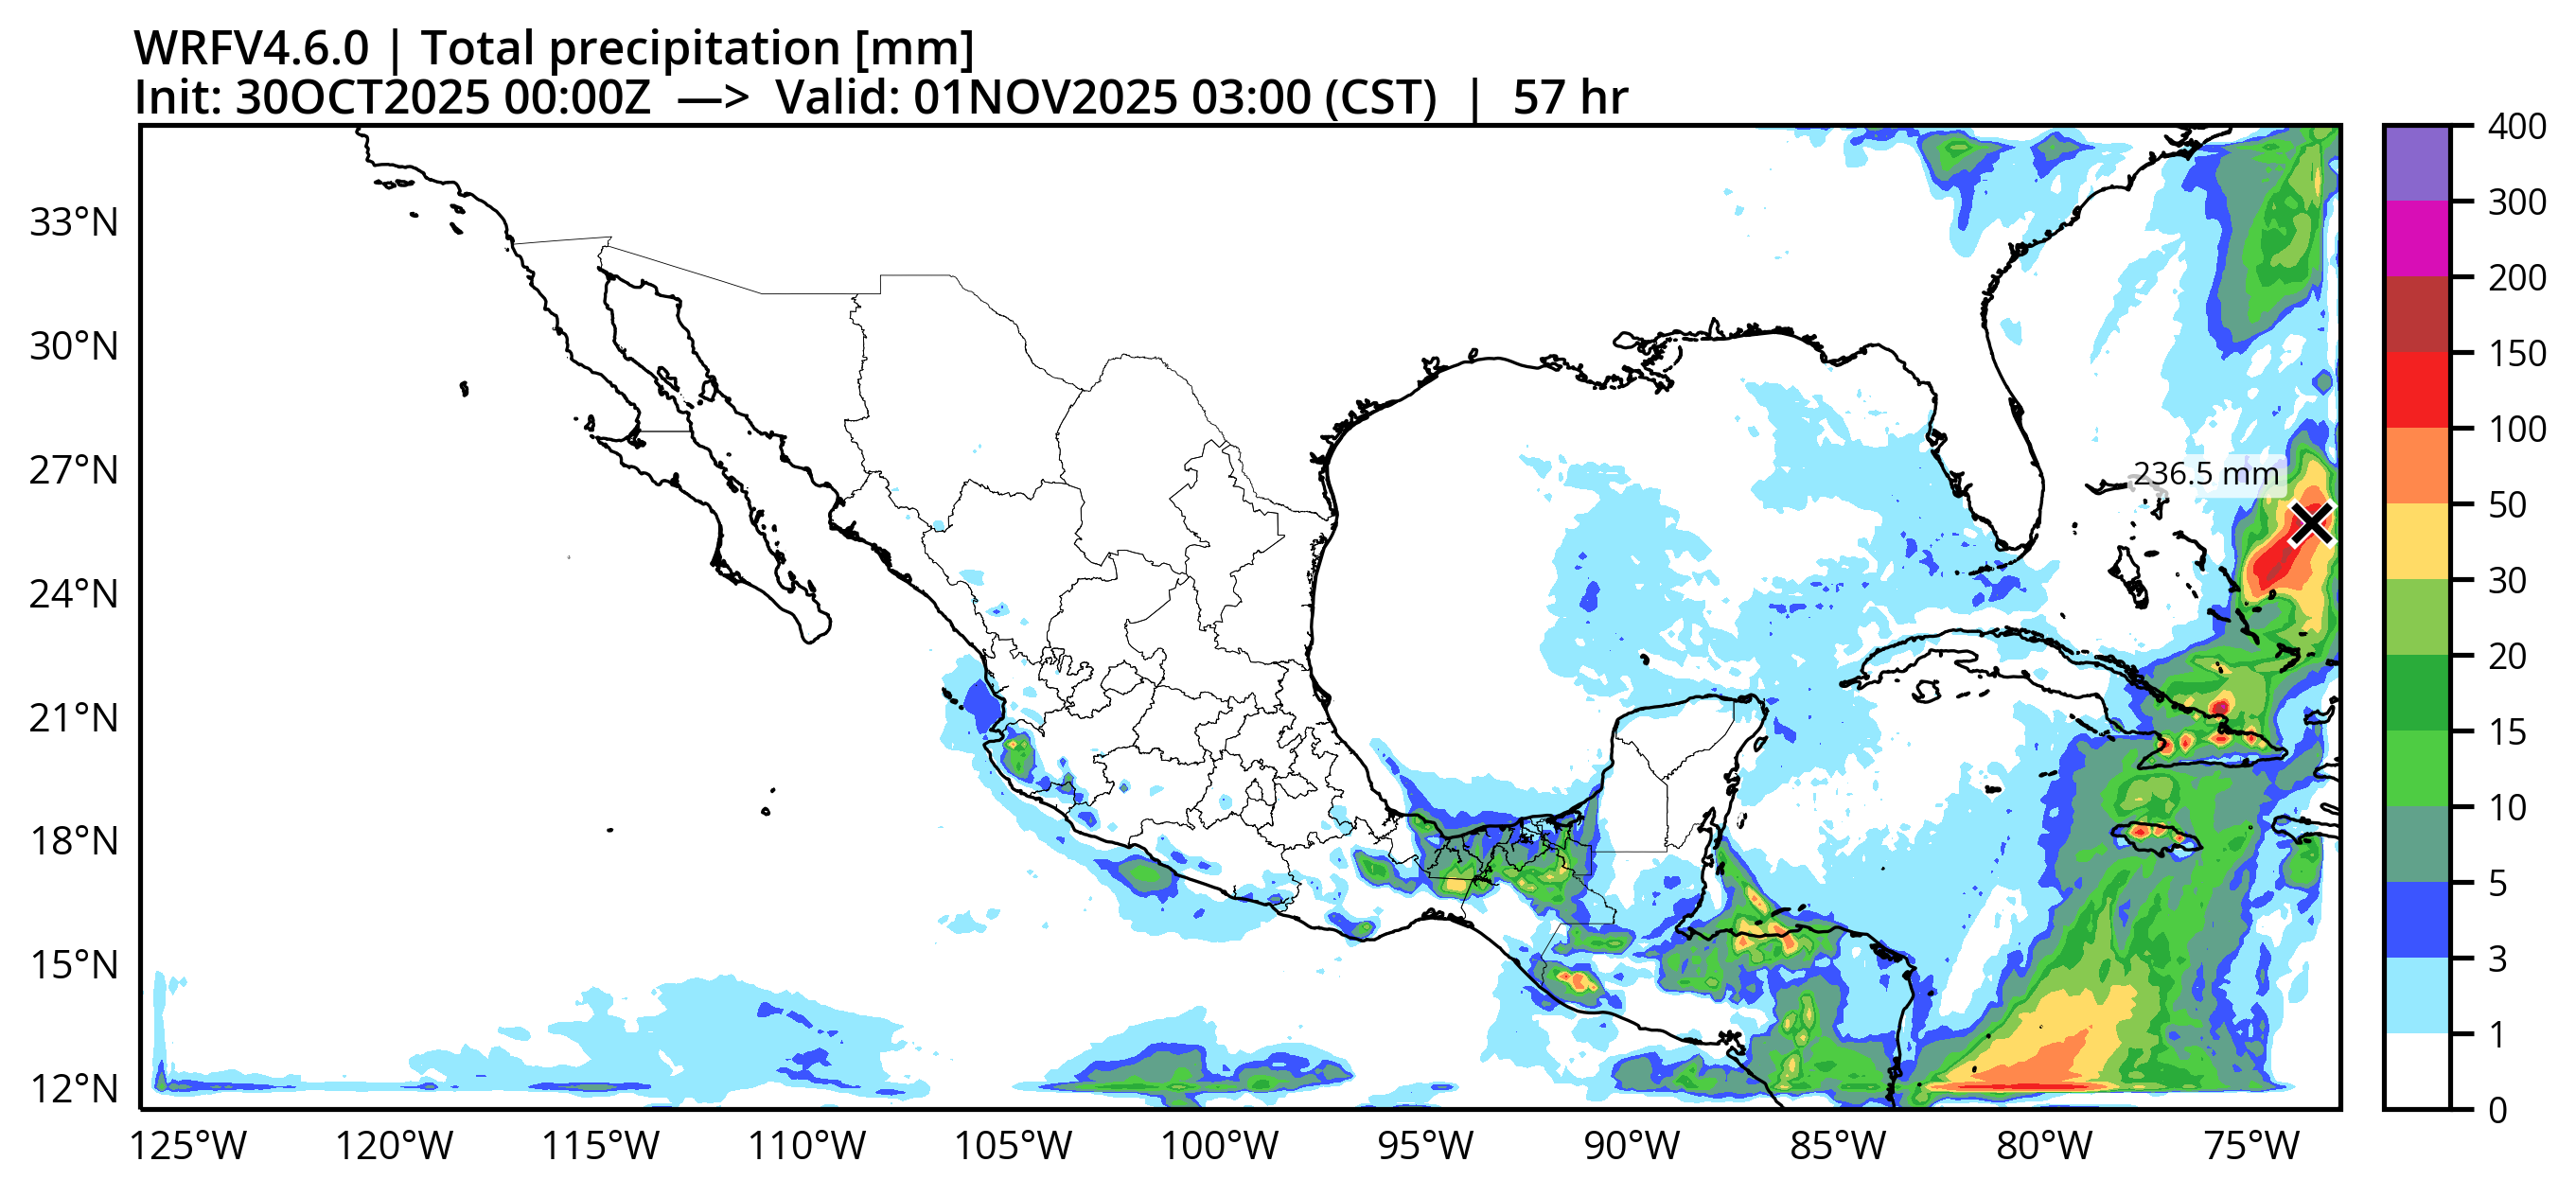 WRFV4.6.0 | Total precipitation [mm]
Init: 30OCT2025 00:00Z —> Valid: 01NOV2025 03:00 (CST) | 57 hr
33°N
30°N
27°N
24°N
21°N
18°N
15°N
12°N
125°W
120°W
115°W
110°W
105°W
100°W
95°W
90°W
85°W
80°W
75°W
236.5 mm
400
300
200
150
100
50
30
20
15
10
5
3
1
0